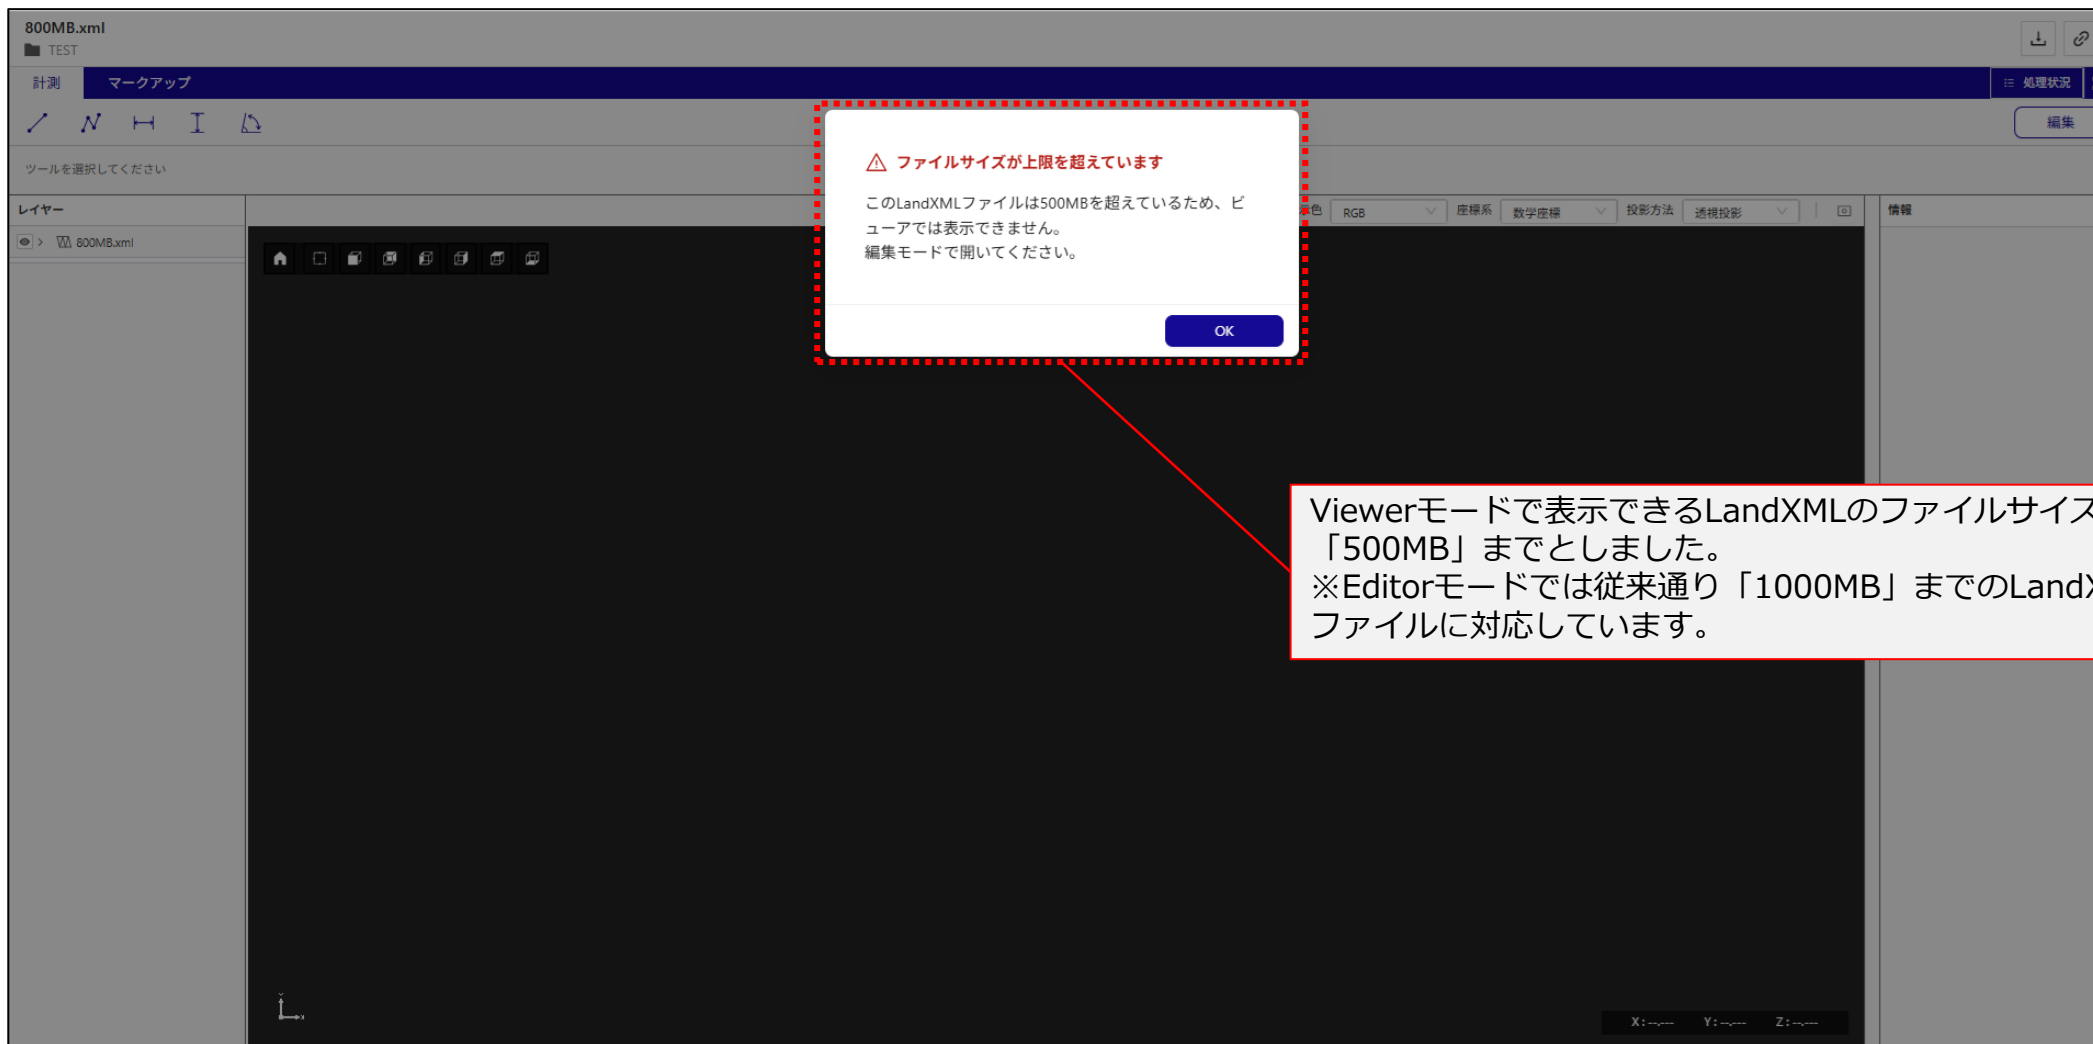 800MB.xml
TEST
計測 マークアップ
処理状況
編集
ツールを選択してください
レイヤー
800MB.xml
色 RGB 座標系 数学座標 投影方法 透視投影
情報
ファイルサイズが上限を超えています
このLandXMLファイルは500MBを超えているため、ビ
ューアでは表示できません。
編集モードで開いてください。
OK
Viewerモードで表示できるLandXMLのファイルサイズ
「500MB」までとしました。
※Editorモードでは従来通り「1000MB」までのLandX
ファイルに対応しています。
X:--.--- Y:--.--- Z:--.---